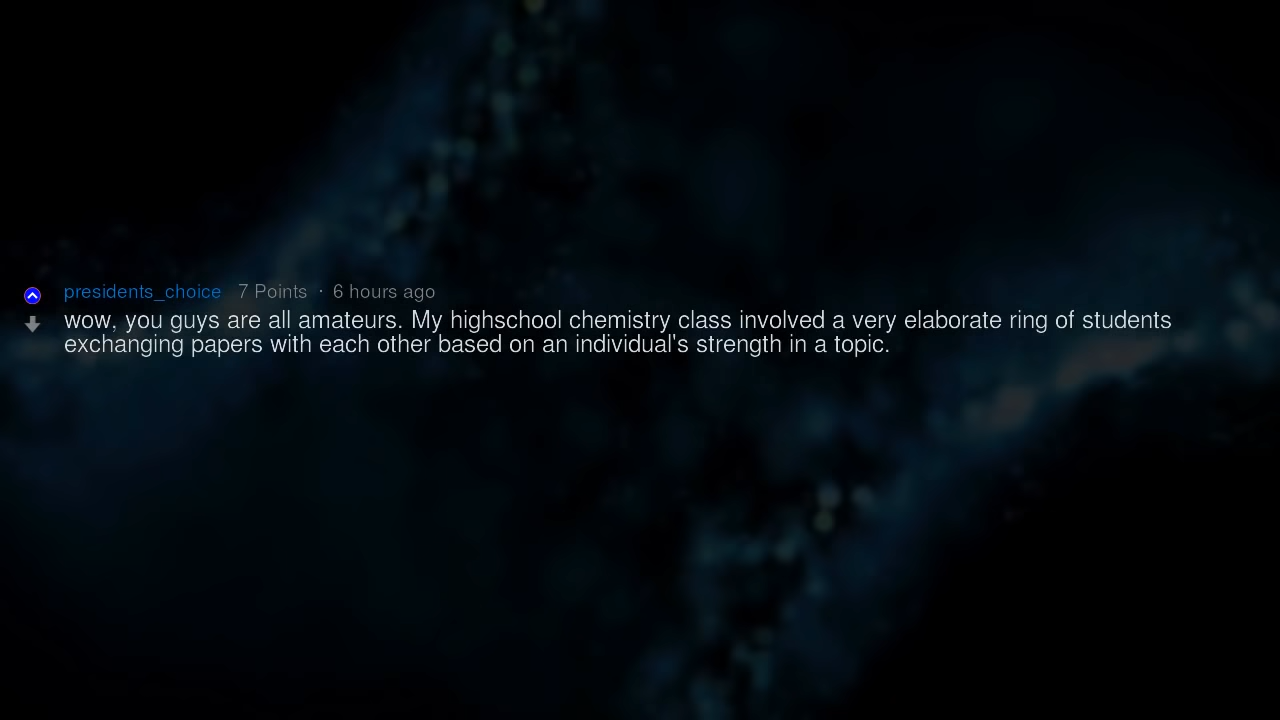 presidents_choice 7 Points · 6 hours ago
wow, you guys are all amateurs. My highschool chemistry class involved a very elaborate ring of students
exchanging papers with each other based on an individual's strength in a topic.